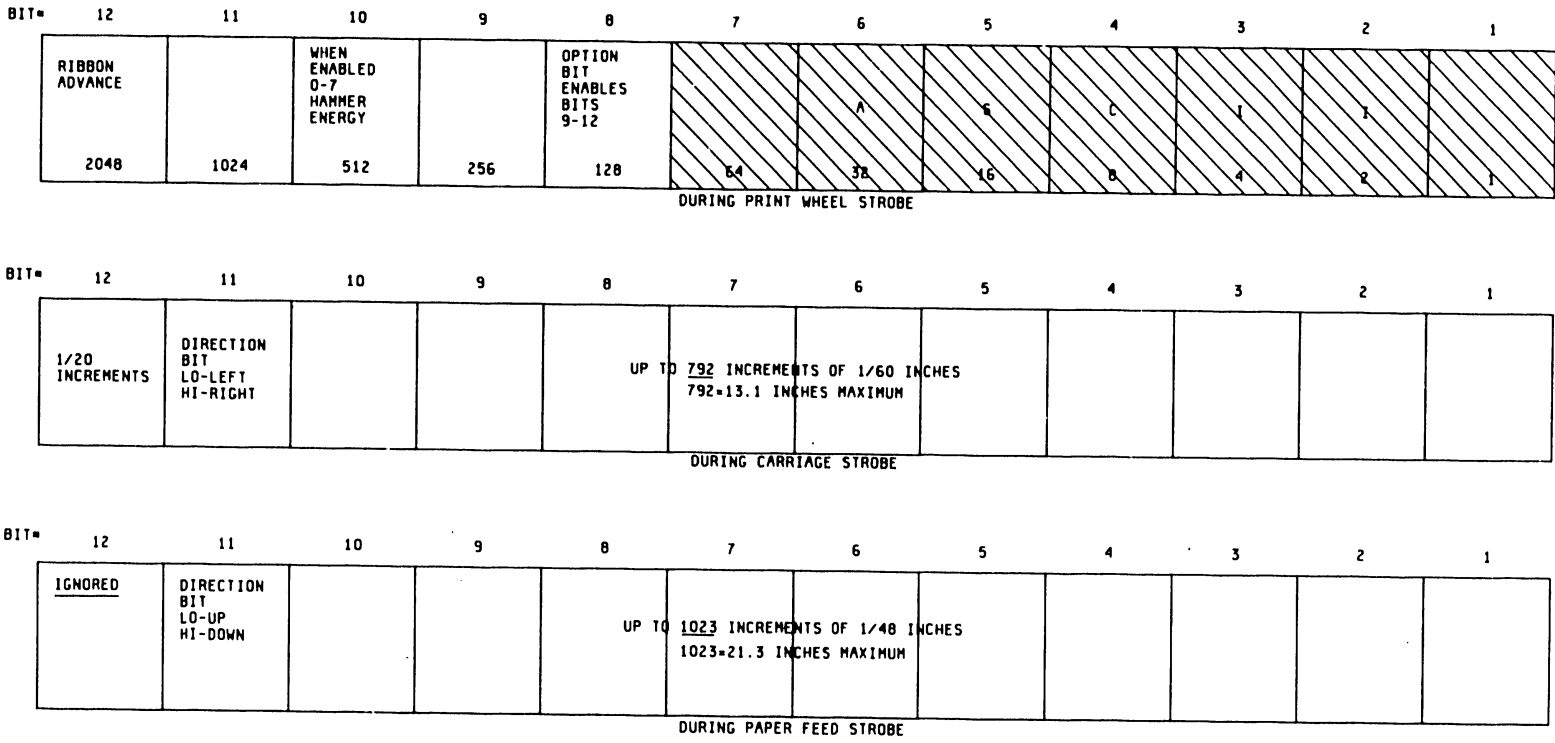 BIT= 12 11 10 9 8 7 6 5 4 3 2 1
RIBBON
ADVANCE
2048
1024
WHEN
ENABLED
0-7
HAMMER
ENERGY
512
256
OPTION
BIT
ENABLES
BITS
9-12
128
A S C I I
64 32 16 8 4 2 1
DURING PRINT WHEEL STROBE
BIT= 12 11 10 9 8 7 6 5 4 3 2 1
1/20
INCREMENTS
DIRECTION
BIT
LO-LEFT
HI-RIGHT
UP TO 792 INCREMENTS OF 1/60 INCHES
792=13.1 INCHES MAXIMUM
DURING CARRIAGE STROBE
BIT= 12 11 10 9 8 7 6 5 4 3 2 1
IGNORED
DIRECTION
BIT
LO-UP
HI-DOWN
UP TO 1023 INCREMENTS OF 1/48 INCHES
1023=21.3 INCHES MAXIMUM
DURING PAPER FEED STROBE